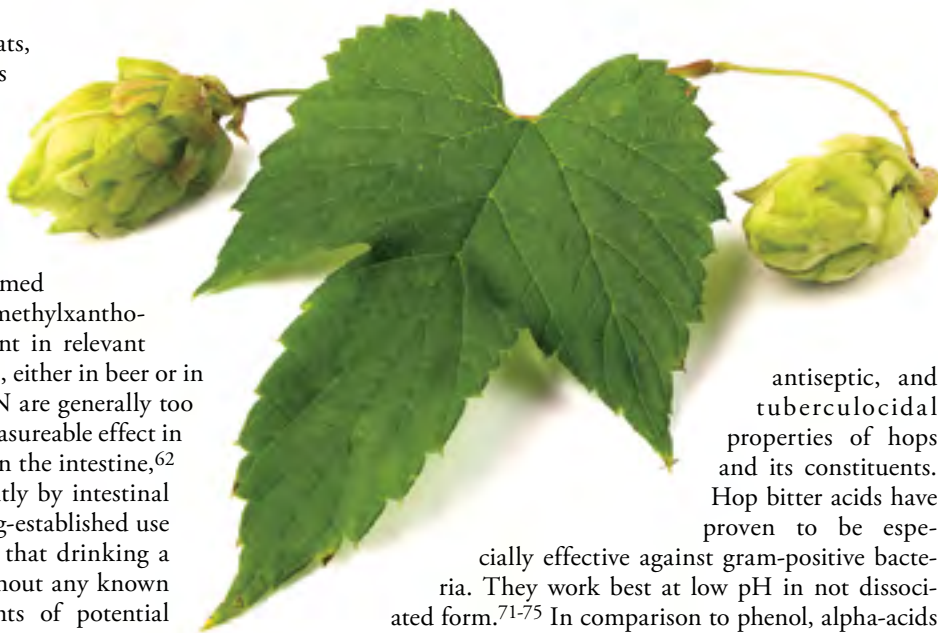 ats,
s
med
methylxantho-
nt in relevant
, either in beer or in
N are generally too
asureable effect in
n the intestine,62
tly by intestinal
g-established use
that drinking a
hout any known
nts of potential
antiseptic, and
tuberculocidal
properties of hops
and its constituents.
Hop bitter acids have
proven to be espe-
cially effective against gram-positive bacte-
ria. They work best at low pH in not dissoci-
ated form.71-75 In comparison to phenol, alpha-acids